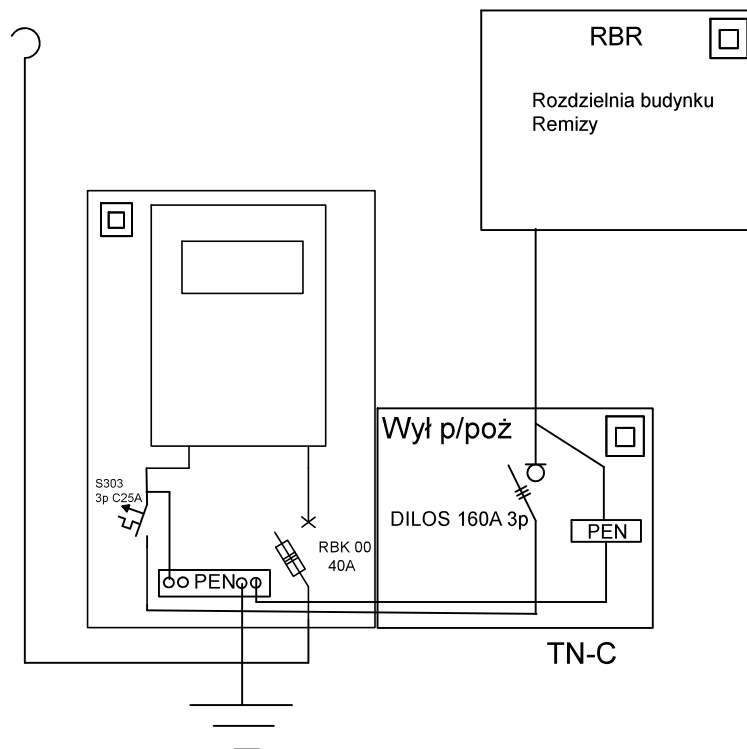 RBR
Rozdzielnia budynku
Remizy
Wył p/poż
S303
3p C25A
DILOS 160A 3p
PEN
RBK 00
40A
PEN
TN-C